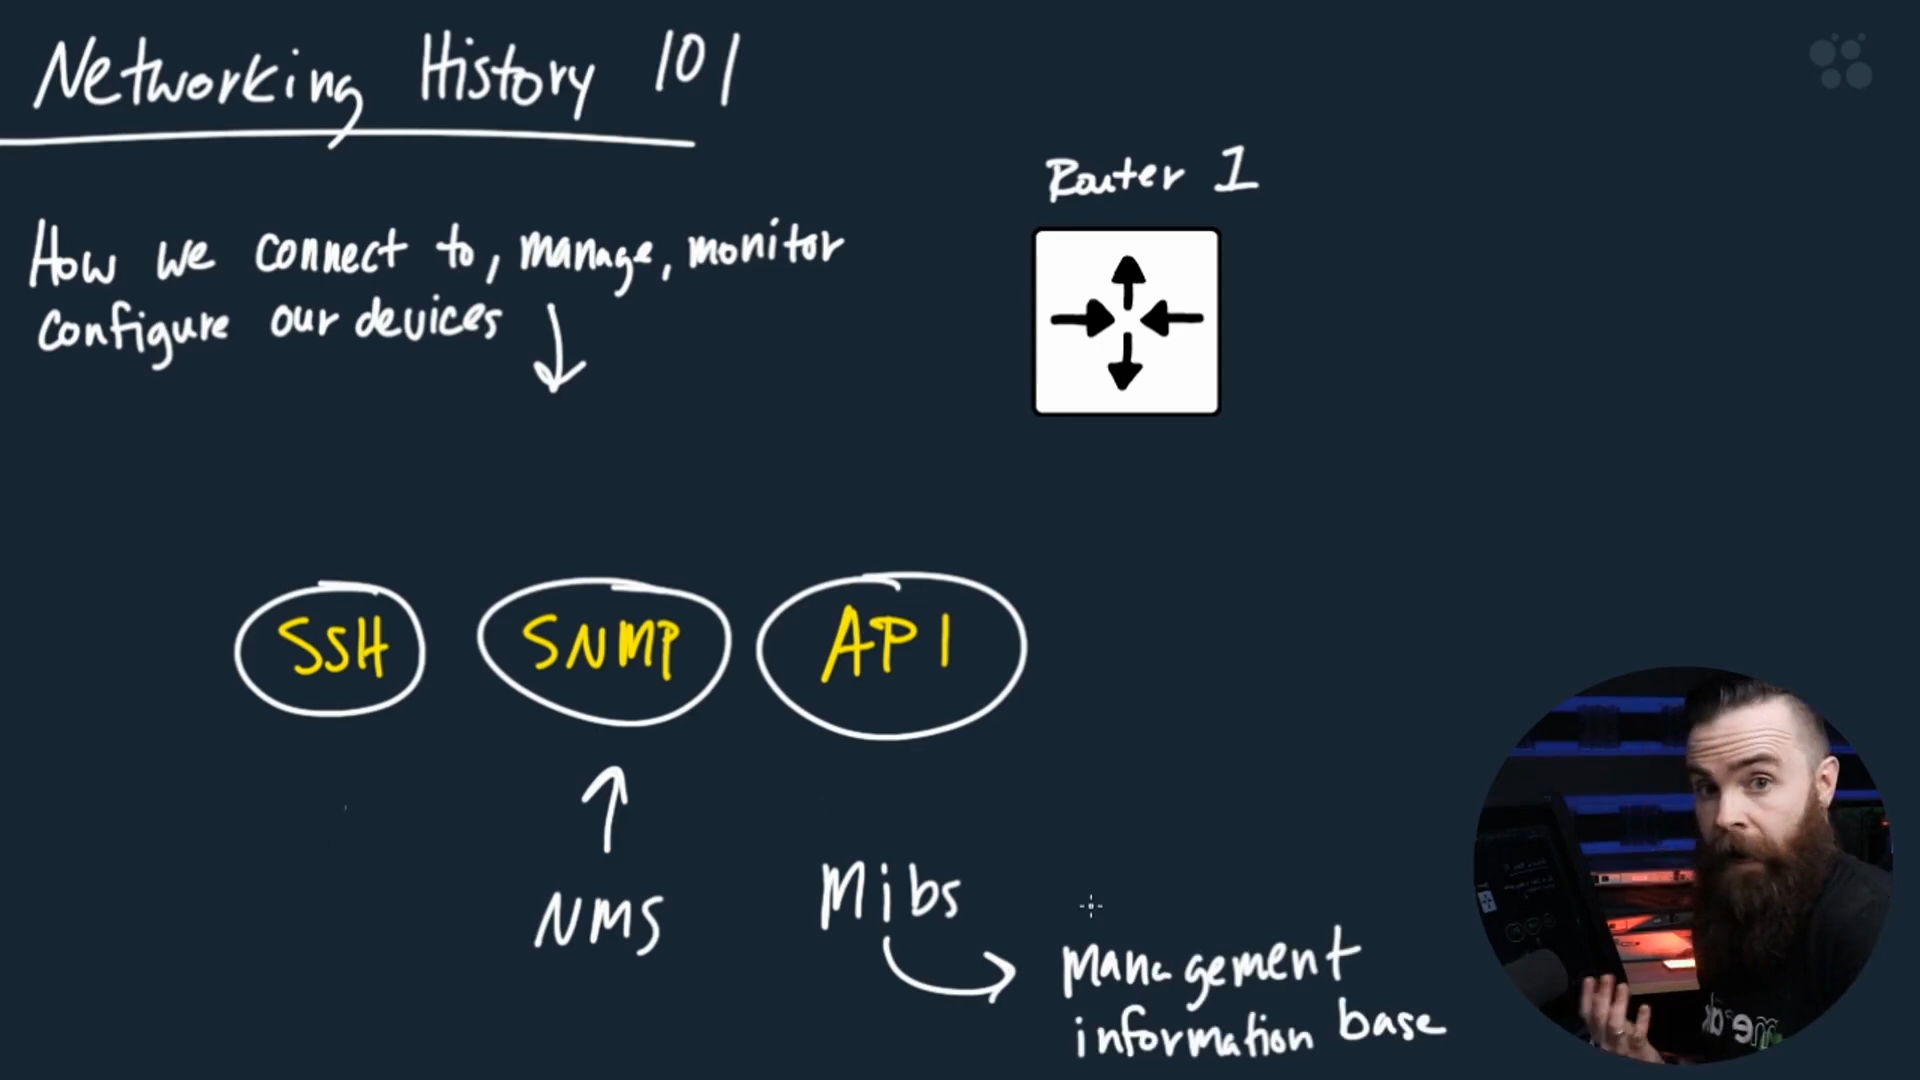 Networking History 101
How we connect to, manage, monitor
configure our devices
Router 1
SSH
SNMP
API
NMS
Mibs
management
information base